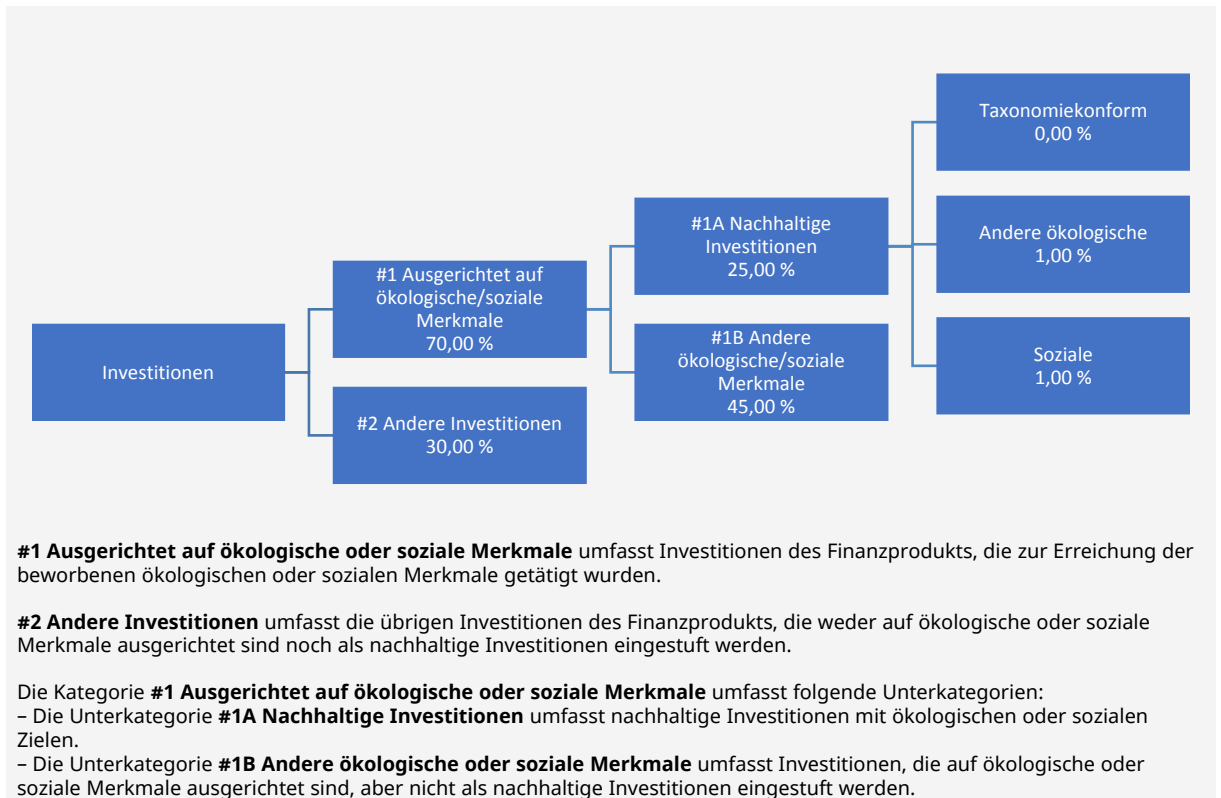 Investitionen
#1 Ausgerichtet auf
ökologische/soziale
Merkmale
70,00 %
#2 Andere Investitionen
30,00 %
#1A Nachhaltige
Investitionen
25,00 %
#1B Andere
ökologische/soziale
Merkmale
45,00 %
Taxonomiekonform
0,00 %
Andere ökologische
1,00 %
Soziale
1,00 %
#1 Ausgerichtet auf ökologische oder soziale Merkmale umfasst Investitionen des Finanzprodukts, die zur Erreichung der
beworbenen ökologischen oder sozialen Merkmale getätigt wurden.
#2 Andere Investitionen umfasst die übrigen Investitionen des Finanzprodukts, die weder auf ökologische oder soziale
Merkmale ausgerichtet sind noch als nachhaltige Investitionen eingestuft werden.
Die Kategorie #1 Ausgerichtet auf ökologische oder soziale Merkmale umfasst folgende Unterkategorien:
– Die Unterkategorie #1A Nachhaltige Investitionen umfasst nachhaltige Investitionen mit ökologischen oder sozialen
Zielen.
– Die Unterkategorie #1B Andere ökologische oder soziale Merkmale umfasst Investitionen, die auf ökologische oder
soziale Merkmale ausgerichtet sind, aber nicht als nachhaltige Investitionen eingestuft werden.